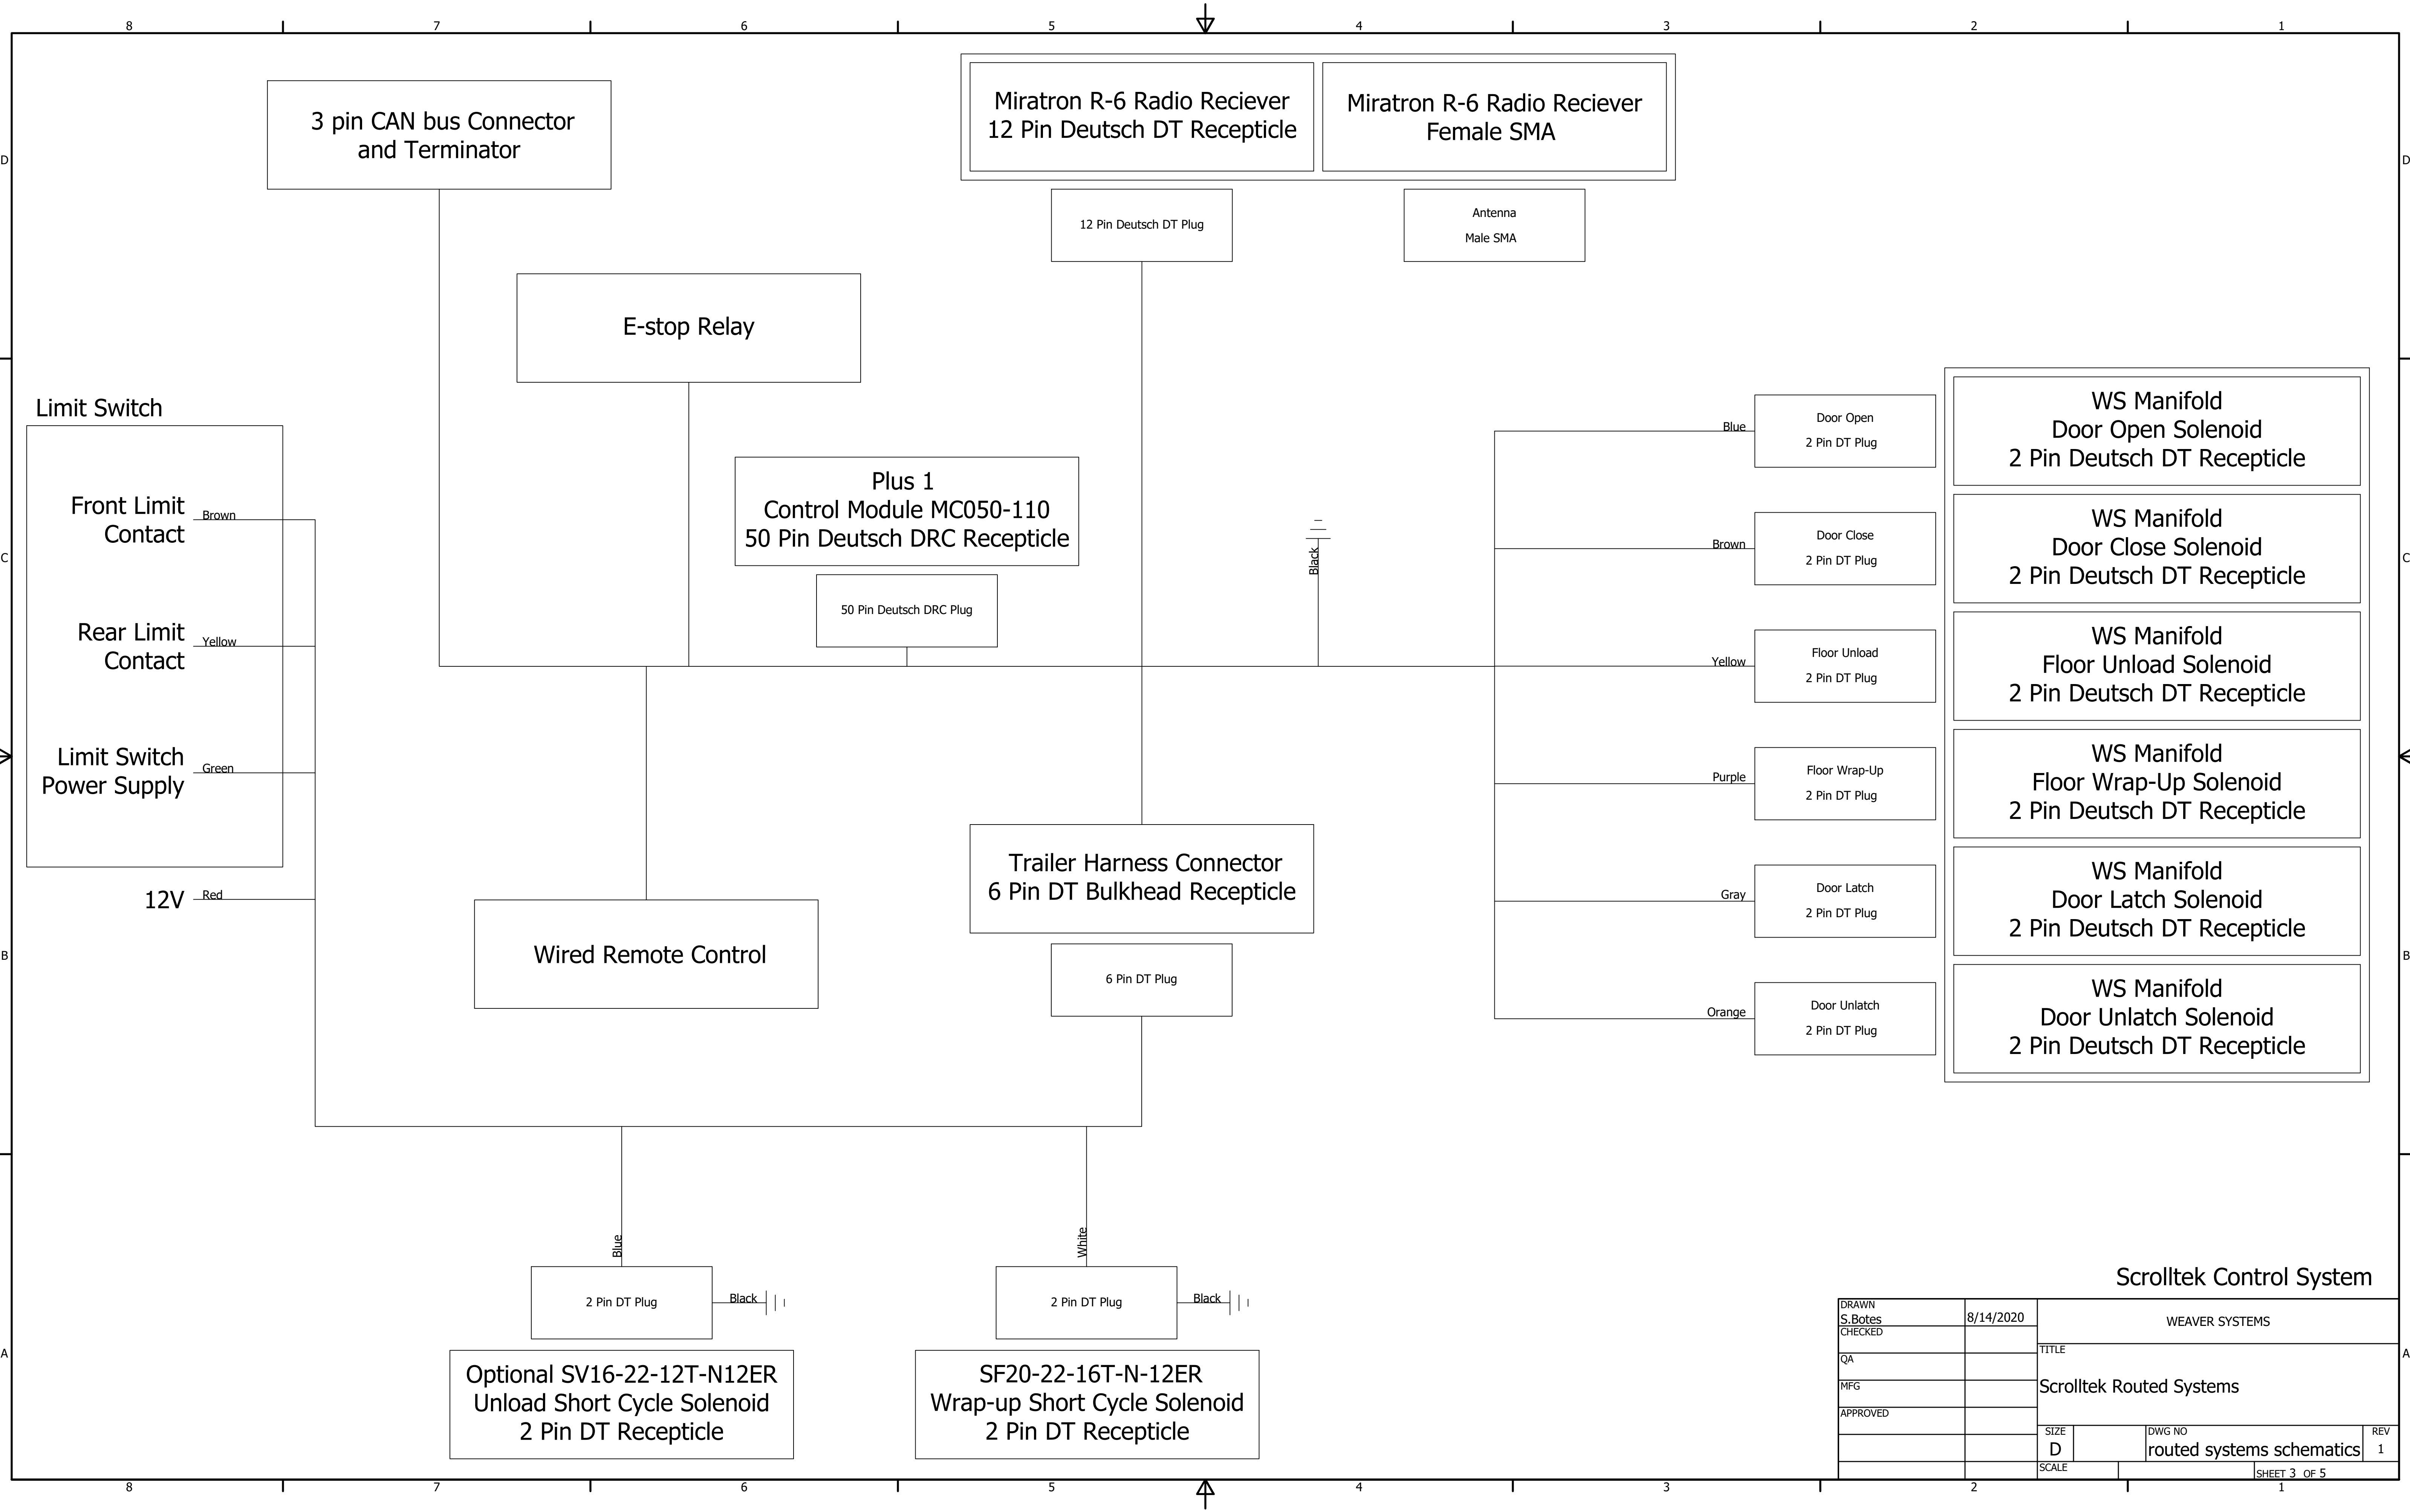 8 7 6 5 4 3 2 1
D
D
3 pin CAN bus Connector
and Terminator
Miratron R-6 Radio Reciever
12 Pin Deutsch DT Recepticle
Miratron R-6 Radio Reciever
Female SMA
12 Pin Deutsch DT Plug
Antenna
Male SMA
E-stop Relay
Limit Switch
Front Limit
Contact
Brown
Rear Limit
Contact
Yellow
Limit Switch
Power Supply
Green
12V
Red
C
C
Plus 1
Control Module MC050-110
50 Pin Deutsch DRC Recepticle
50 Pin Deutsch DRC Plug
Black
Blue
Door Open
2 Pin DT Plug
WS Manifold
Door Open Solenoid
2 Pin Deutsch DT Recepticle
Brown
Door Close
2 Pin DT Plug
WS Manifold
Door Close Solenoid
2 Pin Deutsch DT Recepticle
Yellow
Floor Unload
2 Pin DT Plug
WS Manifold
Floor Unload Solenoid
2 Pin Deutsch DT Recepticle
Purple
Floor Wrap-Up
2 Pin DT Plug
WS Manifold
Floor Wrap-Up Solenoid
2 Pin Deutsch DT Recepticle
Gray
Door Latch
2 Pin DT Plug
WS Manifold
Door Latch Solenoid
2 Pin Deutsch DT Recepticle
Orange
Door Unlatch
2 Pin DT Plug
WS Manifold
Door Unlatch Solenoid
2 Pin Deutsch DT Recepticle
B
B
Wired Remote Control
Trailer Harness Connector
6 Pin DT Bulkhead Recepticle
6 Pin DT Plug
Blue
2 Pin DT Plug
Black
Optional SV16-22-12T-N12ER
Unload Short Cycle Solenoid
2 Pin DT Recepticle
White
2 Pin DT Plug
Black
SF20-22-16T-N-12ER
Wrap-up Short Cycle Solenoid
2 Pin DT Recepticle
A
A
Scrolltek Control System
DRAWN
S.Botes
8/14/2020
CHECKED
QA
MFG
APPROVED
WEAVER SYSTEMS
TITLE
Scrolltek Routed Systems
SIZE
D
DWG NO
routed systems schematics
REV
1
SCALE
SHEET 3 OF 5
8 7 6 5 4 3 2 1